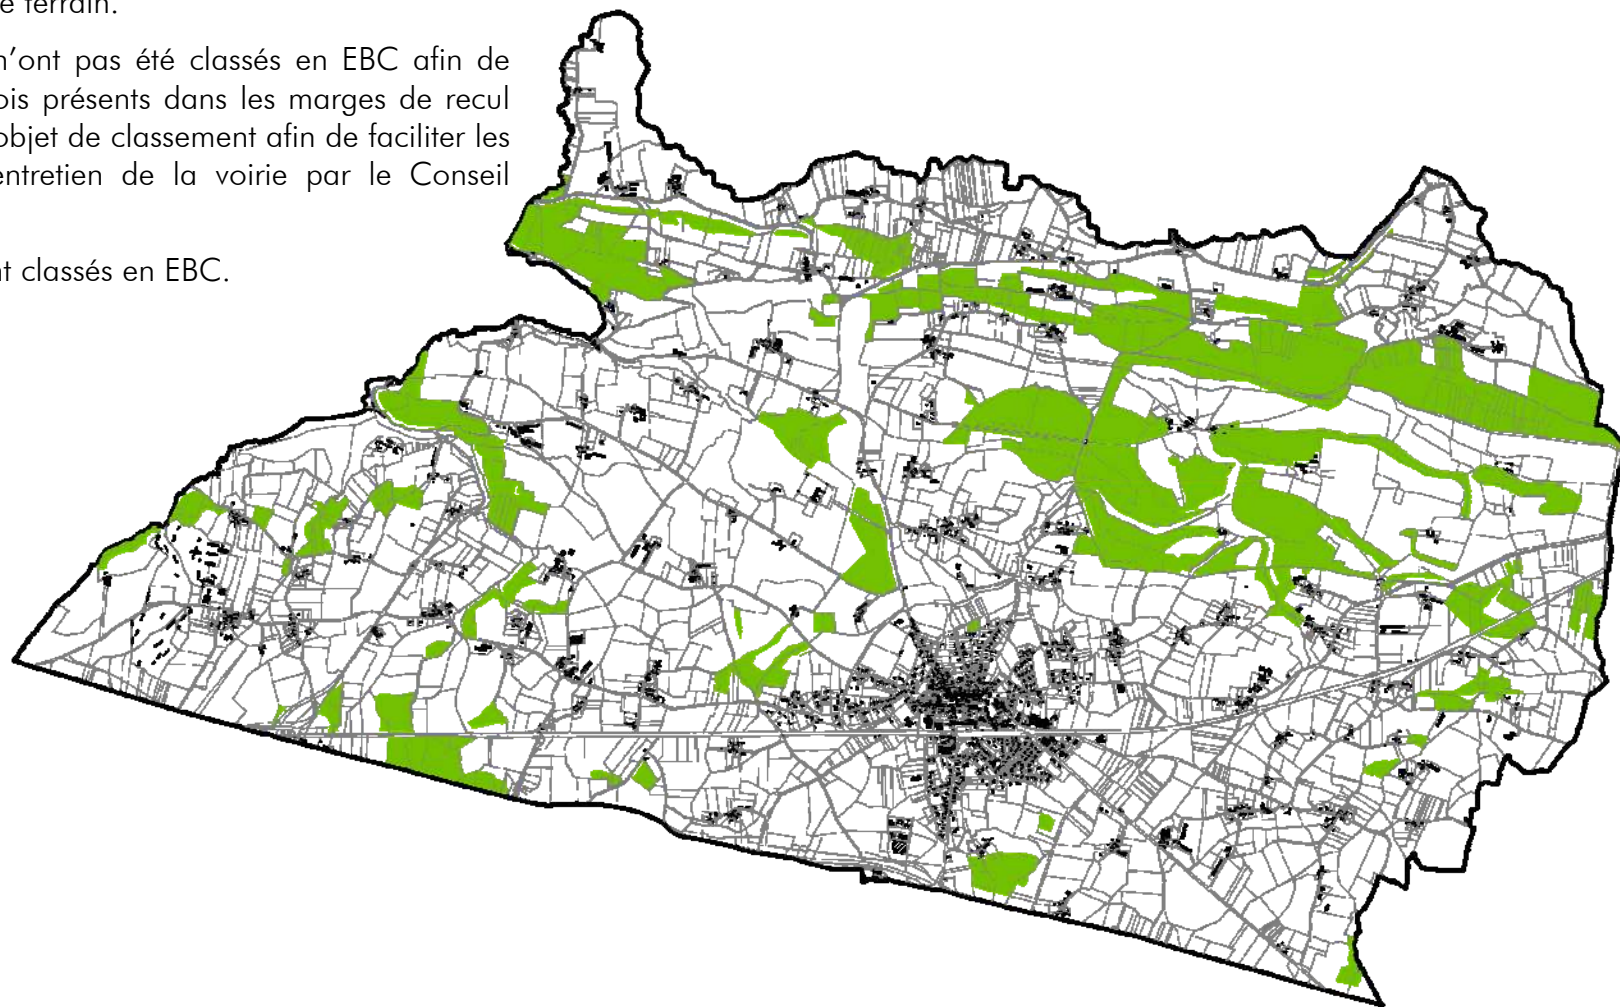 e terrain.
n'ont pas été classés en EBC afin de
ois présents dans les marges de recul
objet de classement afin de faciliter les
entretien de la voirie par le Conseil
nt classés en EBC.